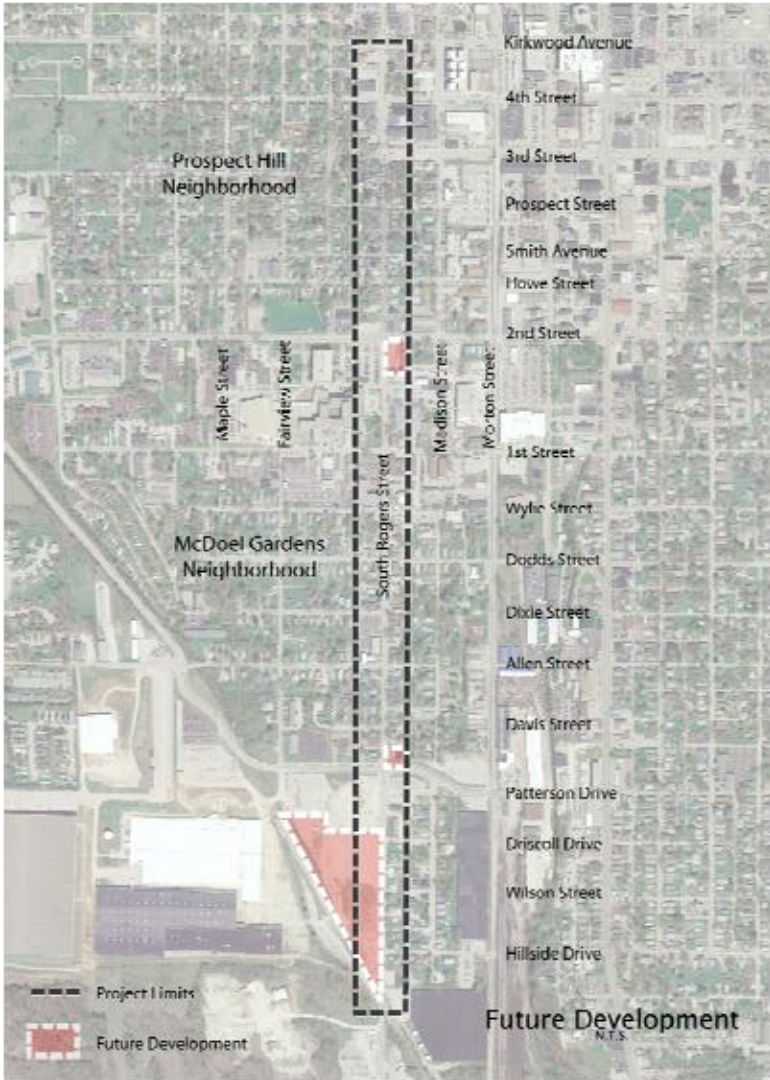 Kirkwood Avenue
4th Street
Prospect Hill
Neighborhood
3rd Street
Prospect Street
Smith Avenue
Howe Street
2nd Street
Maple Street
Fairview Street
Madison Street
Morton Street
1st Street
South Rogers Street
Wylie Street
McDoel Gardens
Neighborhood
Dodds Street
Dixie Street
Allen Street
Davis Street
Patterson Drive
Driscoll Drive
Wilson Street
Hillside Drive
Project Limits
Future Development
Future Development
N.T.S.